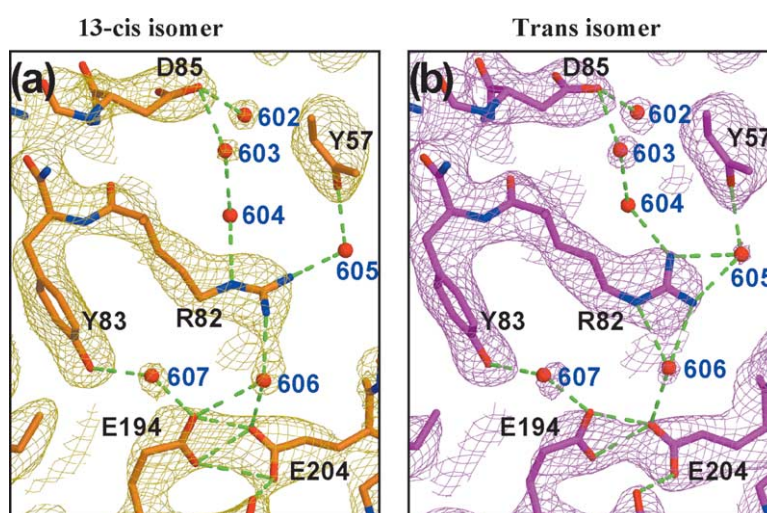 13-cis isomer
Trans isomer
(a)
D85
602
603
Y57
604
605
Y83
R82
607
606
E194
E204
(b)
D85
602
603
Y57
604
605
Y83
R82
606
607
E194
E204